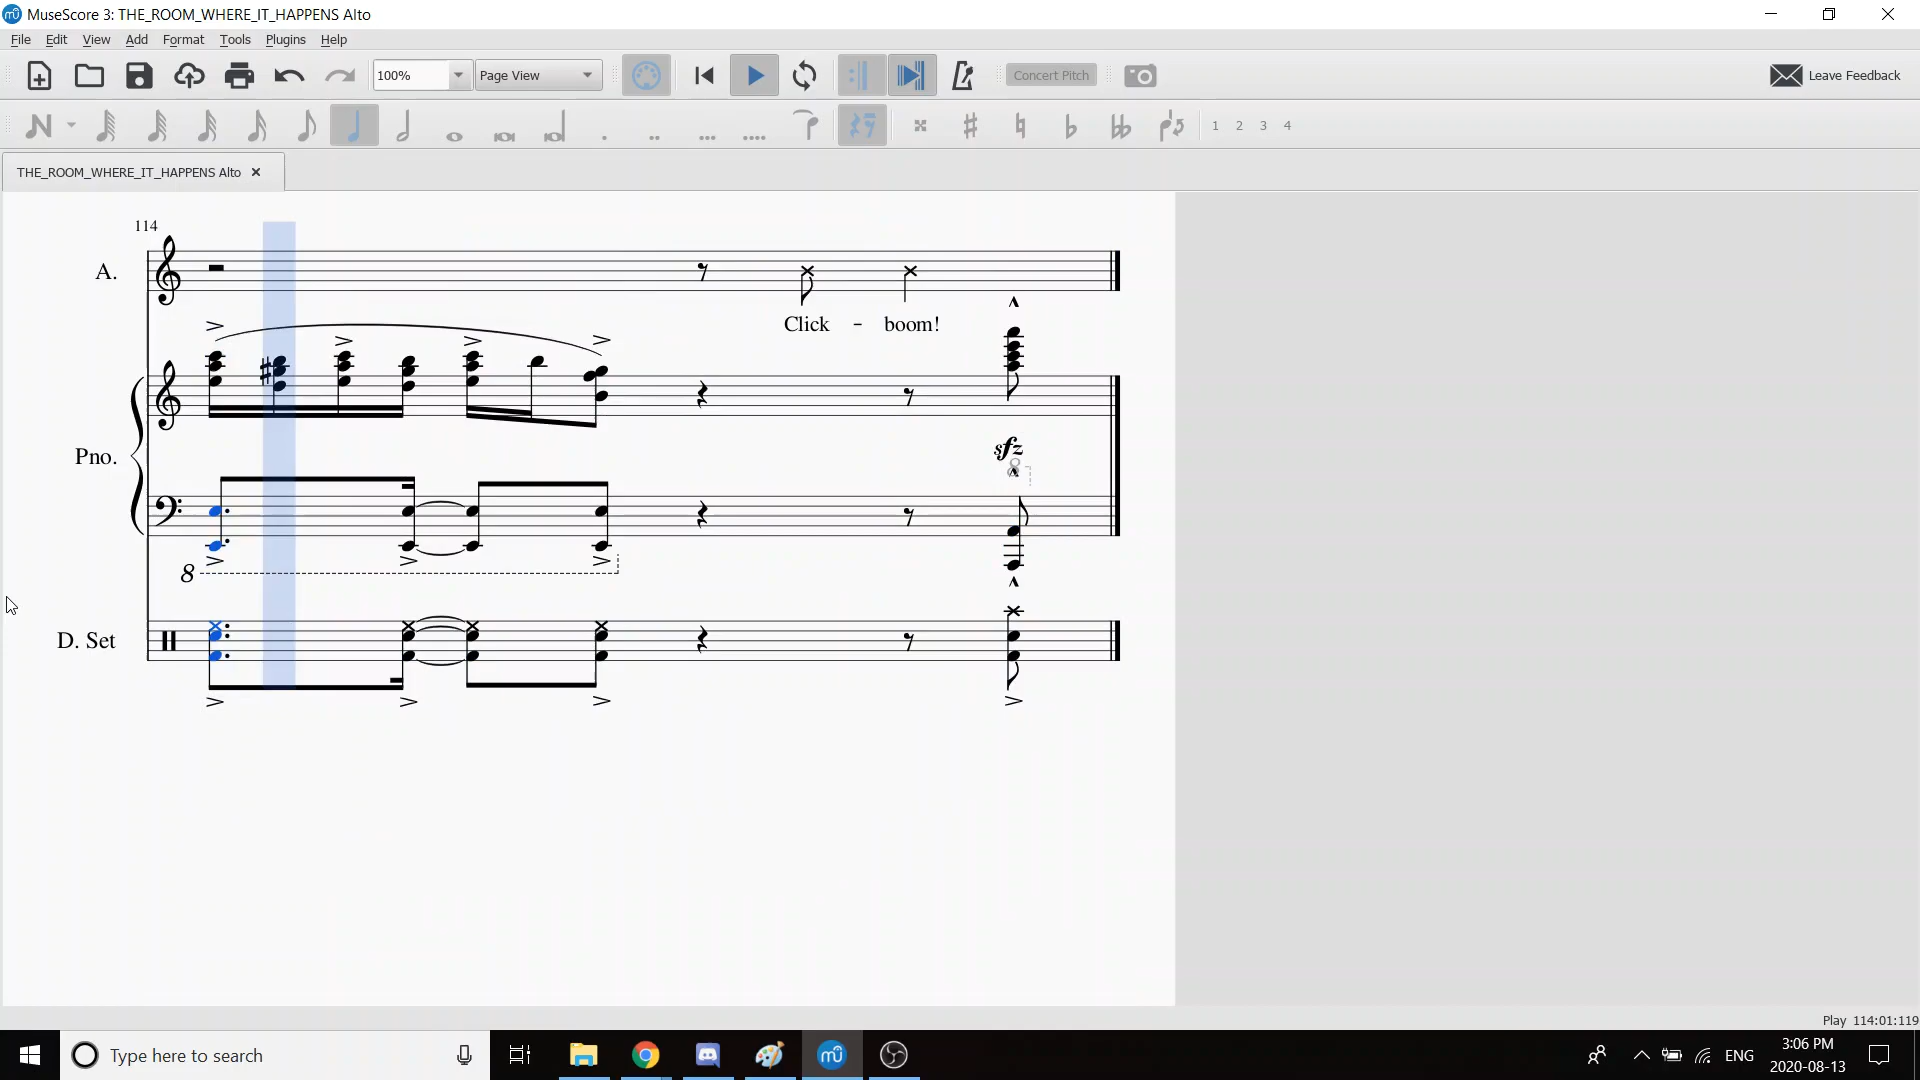 MuseScore 3: THE_ROOM_WHERE_IT_HAPPENS Alto
File Edit View Add Format Tools Plugins Help
100% Page View Concert Pitch Leave Feedback
1 2 3 4
THE_ROOM_WHERE_IT_HAPPENS Alto
114
A.
Click - boom!
Pno.
sfz
8
8
D. Set
Play 114:01:119
Type here to search
ENG
3:06 PM
2020-08-13